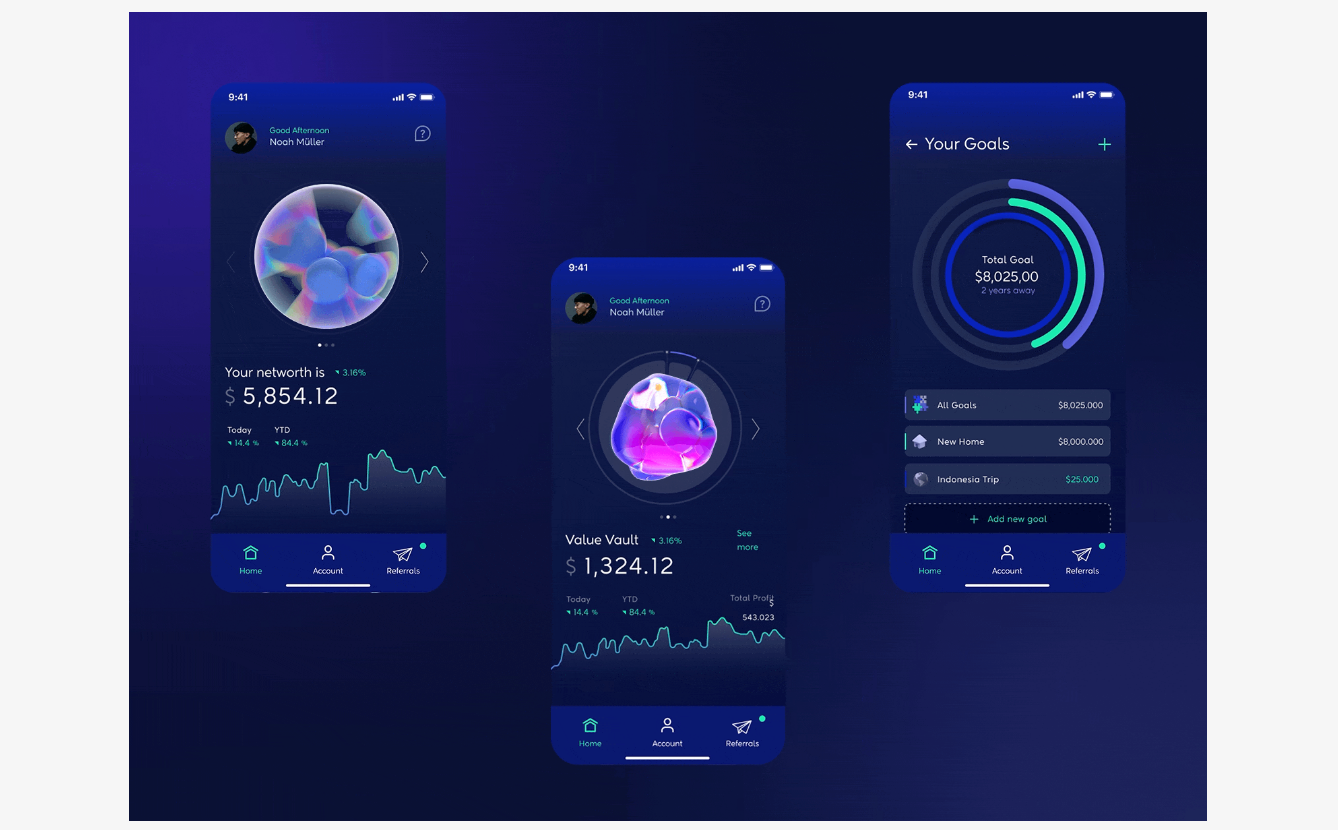 9:41
Good Afternoon
Noah Müller
?
Your networth is 3.16%
$ 5,854.12
Today YTD
14.4 % 84.4 %
Home Account Referrals
9:41
Good Afternoon
Noah Müller
?
Value Vault 3.16% See
more
$ 1,324.12
Today YTD Total Profit
$
14.4 % 84.4 % 543.023
Home Account Referrals
9:41
Your Goals
Total Goal
$8,025,00
2 years away
All Goals $8,025.000
New Home $8,000.000
Indonesia Trip $25.000
+ Add new goal
Home Account Referrals